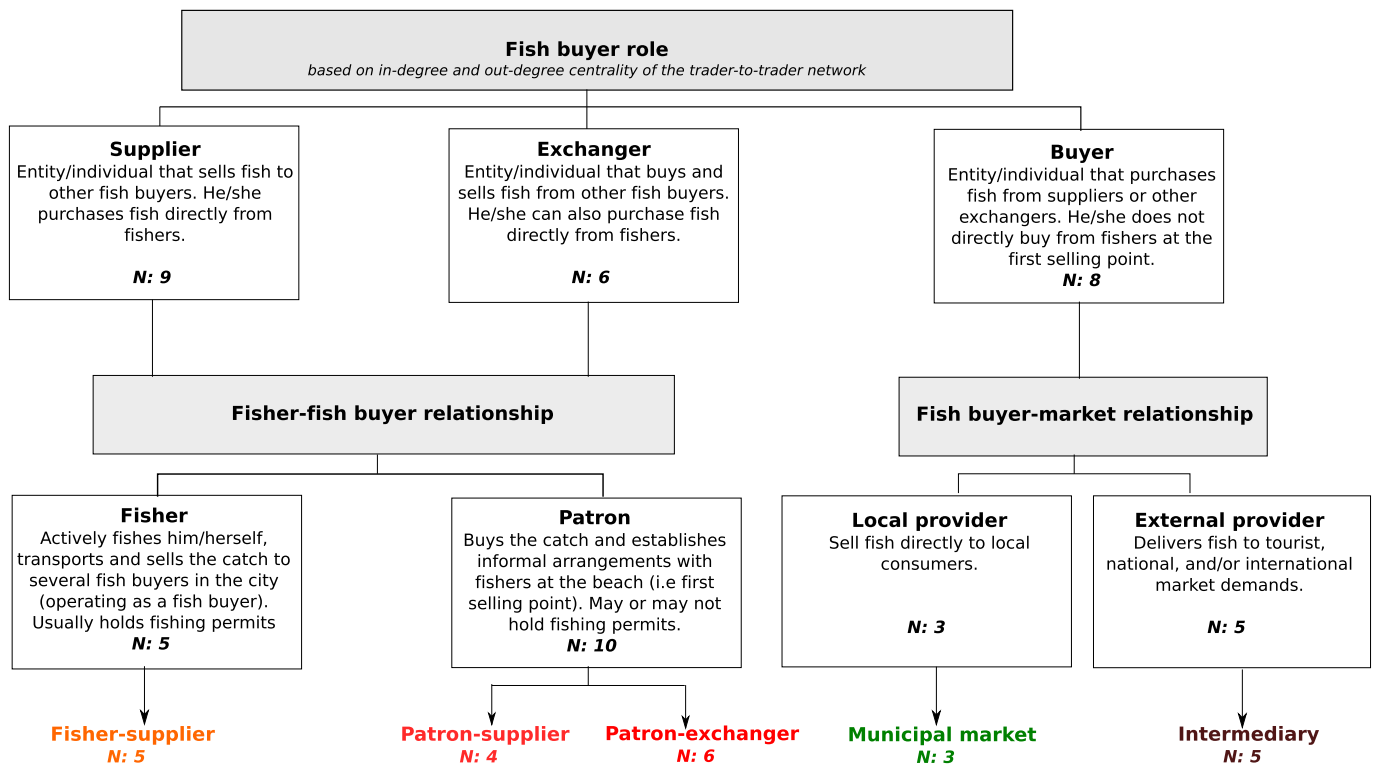 Fish buyer role
based on in-degree and out-degree centrality of the trader-to-trader network
Supplier
Entity/individual that sells fish to
other fish buyers. He/she
purchases fish directly from
fishers.
N: 9
Exchanger
Entity/individual that buys and
sells fish from other fish buyers.
He/she can also purchase fish
directly from fishers.
N: 6
Buyer
Entity/individual that purchases
fish from suppliers or other
exchangers. He/she does not
directly buy from fishers at the
first selling point.
N: 8
Fisher-fish buyer relationship
Fish buyer-market relationship
Fisher
Actively fishes him/herself,
transports and sells the catch to
several fish buyers in the city
(operating as a fish buyer).
Usually holds fishing permits
N: 5
Patron
Buys the catch and establishes
informal arrangements with
fishers at the beach (i.e first
selling point). May or may not
hold fishing permits.
N: 10
Local provider
Sell fish directly to local
consumers.
N: 3
External provider
Delivers fish to tourist,
national, and/or international
market demands.
N: 5
Fisher-supplier
N: 5
Patron-supplier
N: 4
Patron-exchanger
N: 6
Municipal market
N: 3
Intermediary
N: 5